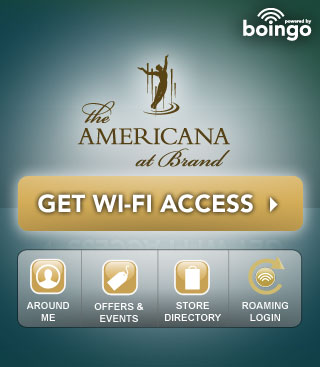 powered by
boingo
the
AMERICANA
at Brand
GET WI-FI ACCESS
AROUND
ME
OFFERS &
EVENTS
STORE
DIRECTORY
ROAMING
LOGIN